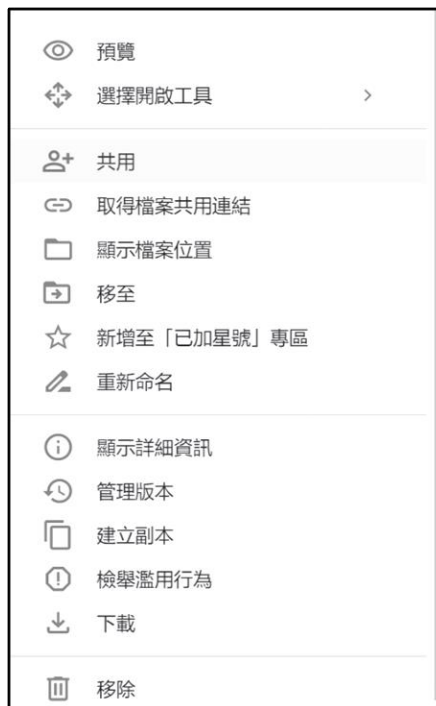 預覽
選擇開啟工具
共用
取得檔案共用連結
顯示檔案位置
移至
新增至「已加星號」專區
重新命名
顯示詳細資訊
管理版本
建立副本
檢舉濫用行為
下載
移除